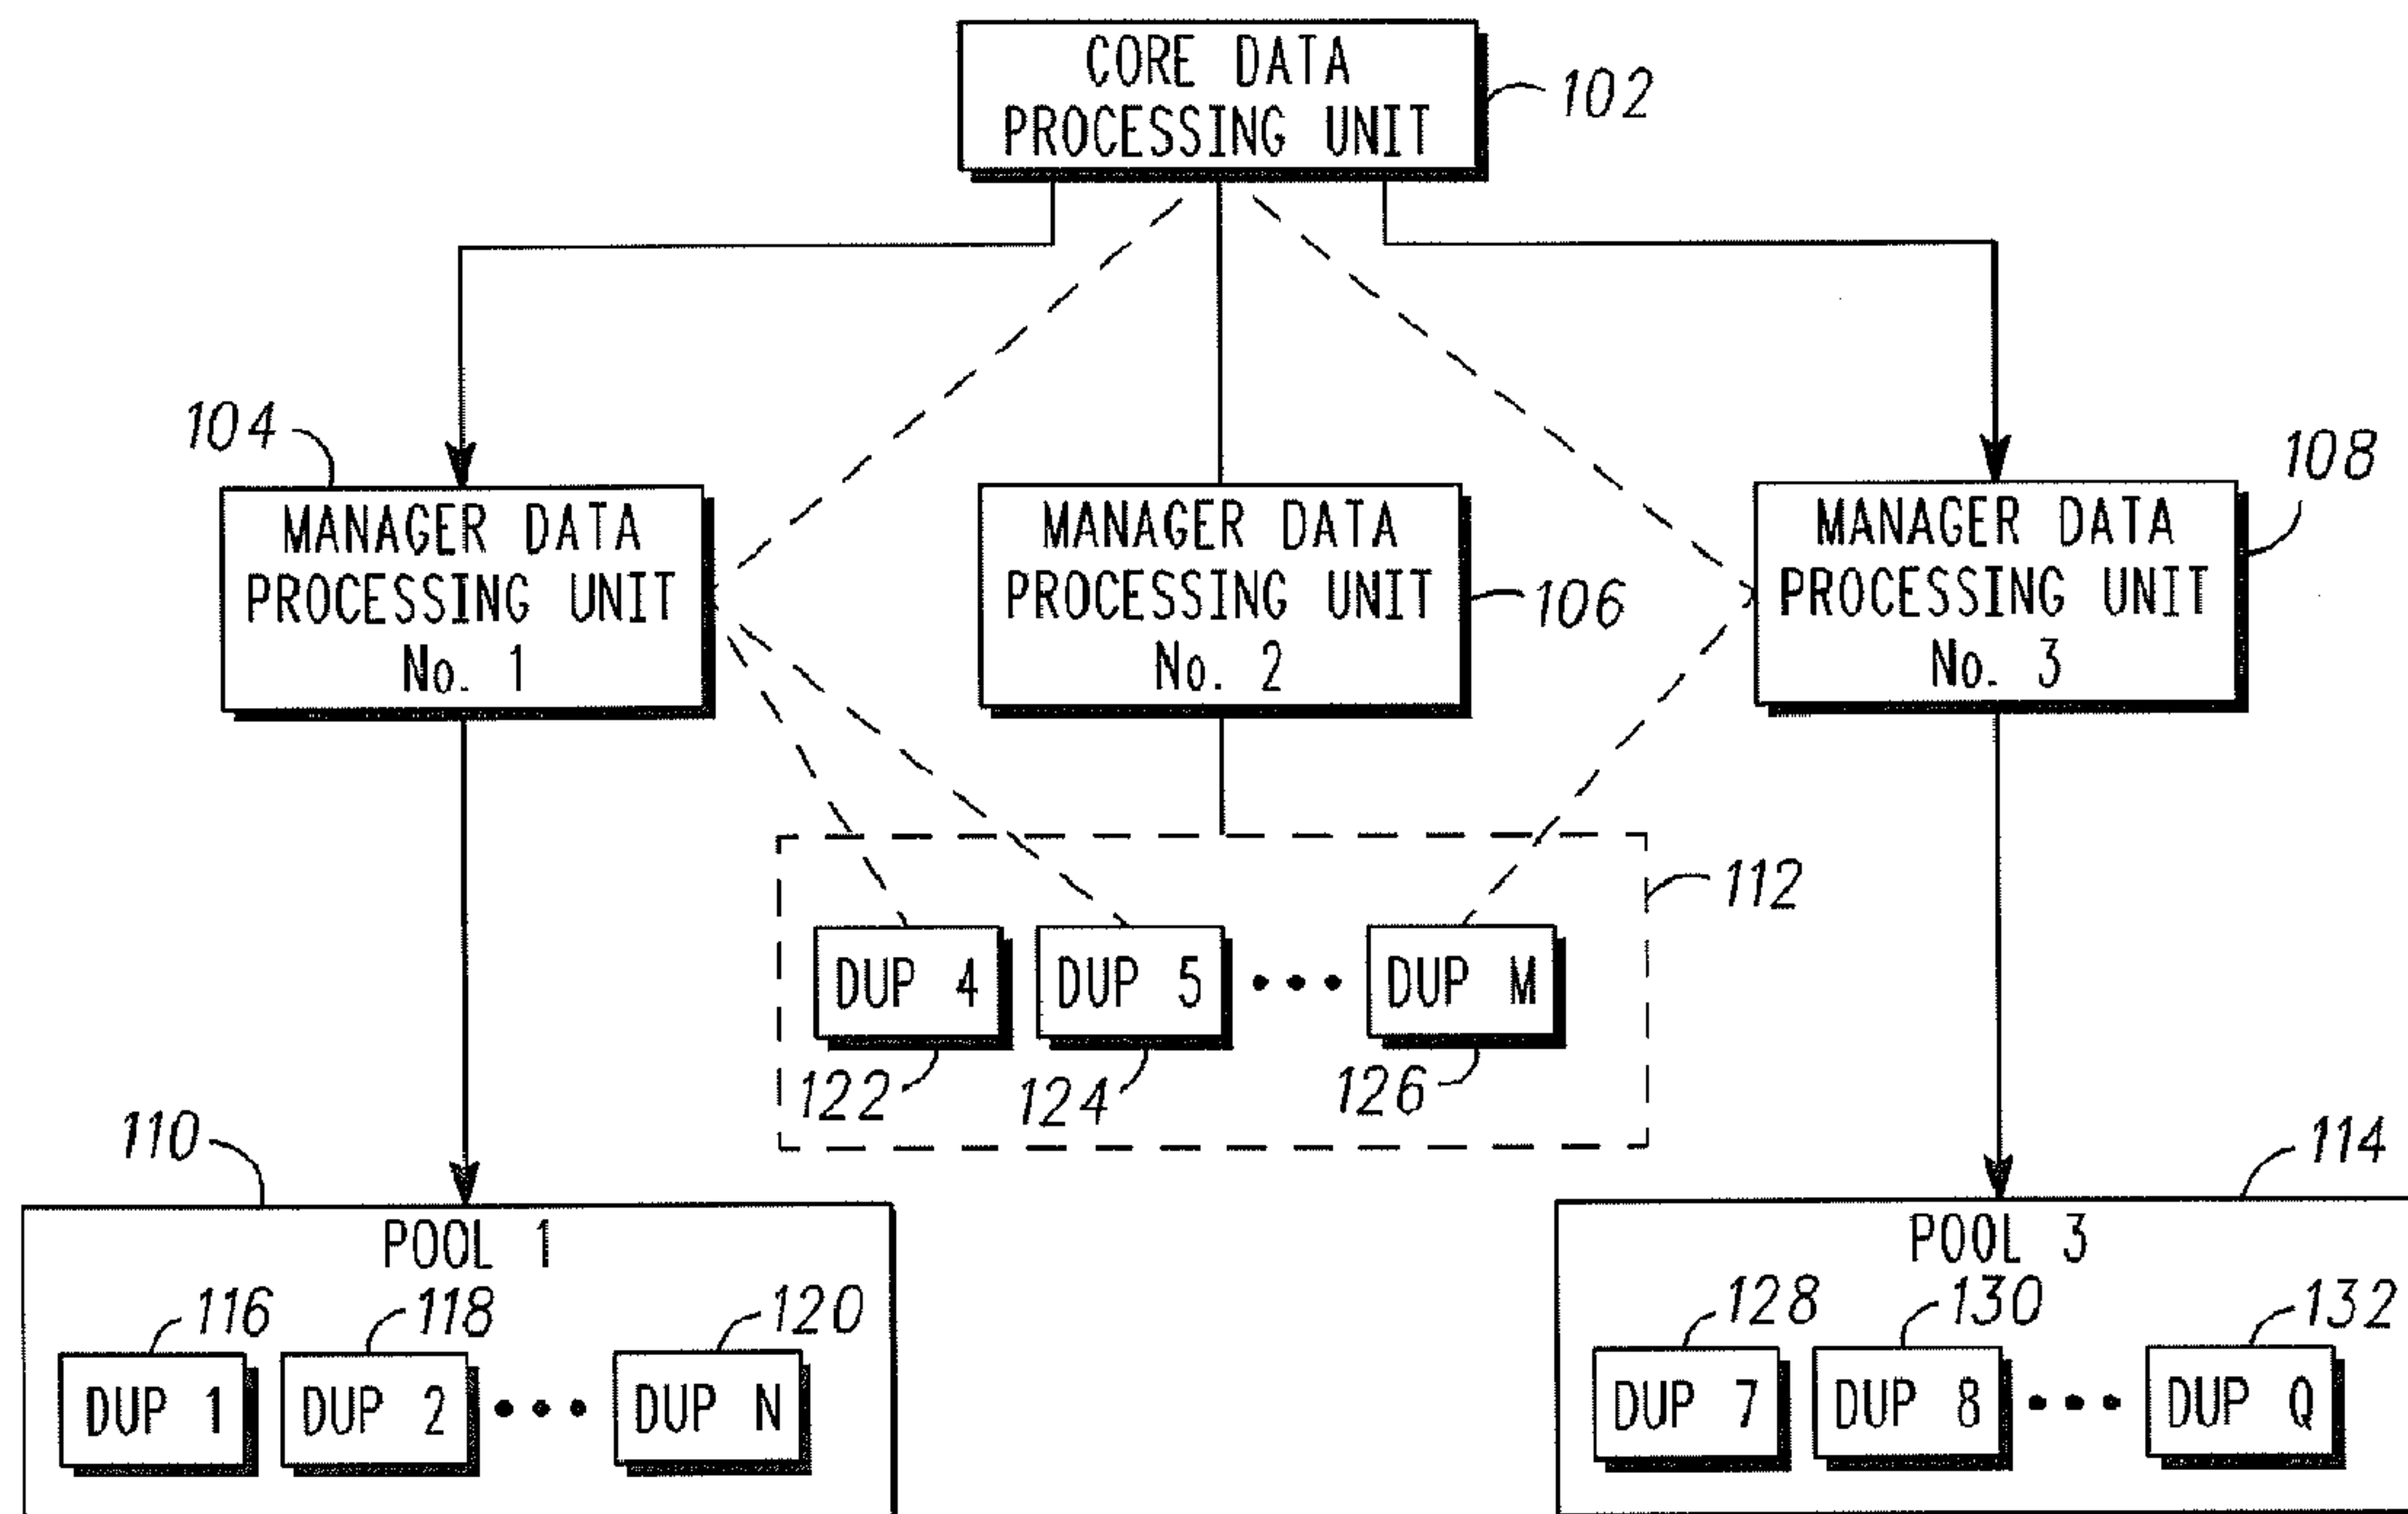 CORE DATA
PROCESSING UNIT
102
104
MANAGER DATA
PROCESSING UNIT
No. 1
MANAGER DATA
PROCESSING UNIT
No. 2
106
108
MANAGER DATA
PROCESSING UNIT
No. 3
112
DUP 4
DUP 5
DUP M
122
124
126
110
POOL 1
116
118
120
DUP 1
DUP 2
DUP N
114
POOL 3
128
130
132
DUP 7
DUP 8
DUP Q